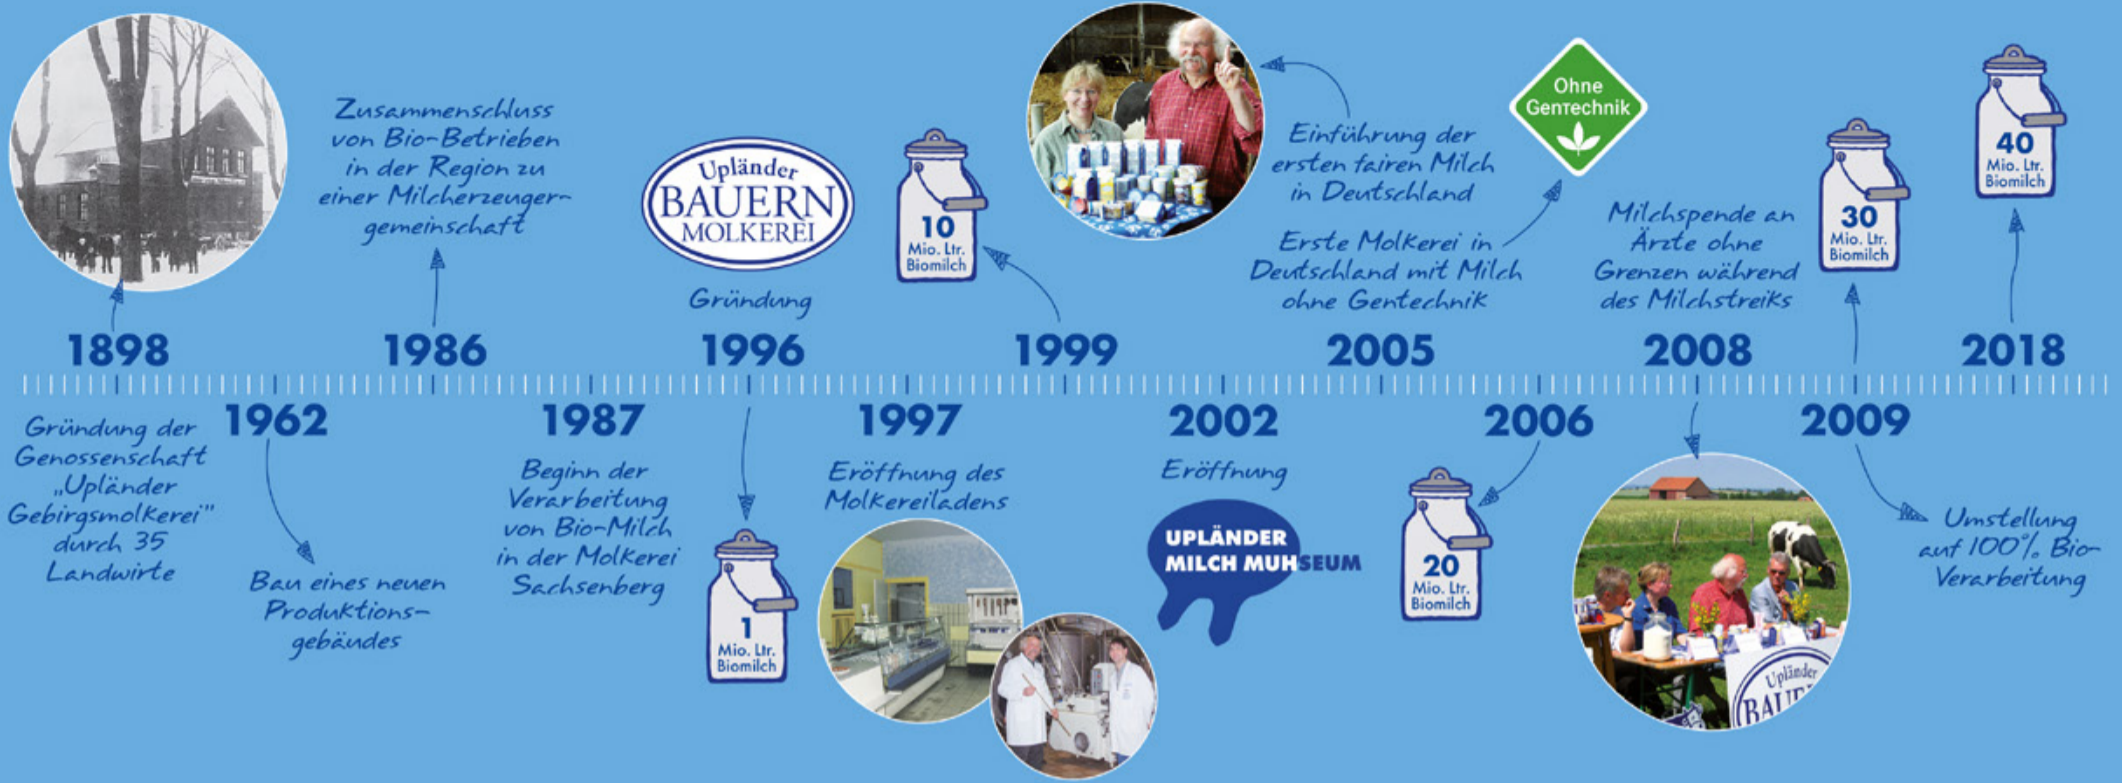 Zusammenschluss
von Bio-Betrieben
in der Region zu
einer Milcherzeuger-
gemeinschaft
Upländer
BAUERN
MOLKEREI
Gründung
10
Mio. Ltr.
Biomilch
Einführung der
ersten fairen Milch
in Deutschland
Erste Molkerei in
Deutschland mit Milch
ohne Gentechnik
Ohne
Gentechnik
Milchspende an
Ärzte ohne
Grenzen während
des Milchstreiks
30
Mio. Ltr.
Biomilch
40
Mio. Ltr.
Biomilch
1898
1986
1996
1999
2005
2008
2018
1962
1987
1997
2002
2006
2009
Gründung der
Genossenschaft
„Upländer
Gebirgsmolkerei"
durch 35
Landwirte
Bau eines neuen
Produktions-
gebäudes
Beginn der
Verarbeitung
von Bio-Milch
in der Molkerei
Sachsenberg
1
Mio. Ltr.
Biomilch
Eröffnung des
Molkereiladens
Eröffnung
UPLÄNDER
MILCH MUHSEUM
20
Mio. Ltr.
Biomilch
Upländer
BAUE
Umstellung
auf 100% Bio-
Verarbeitung